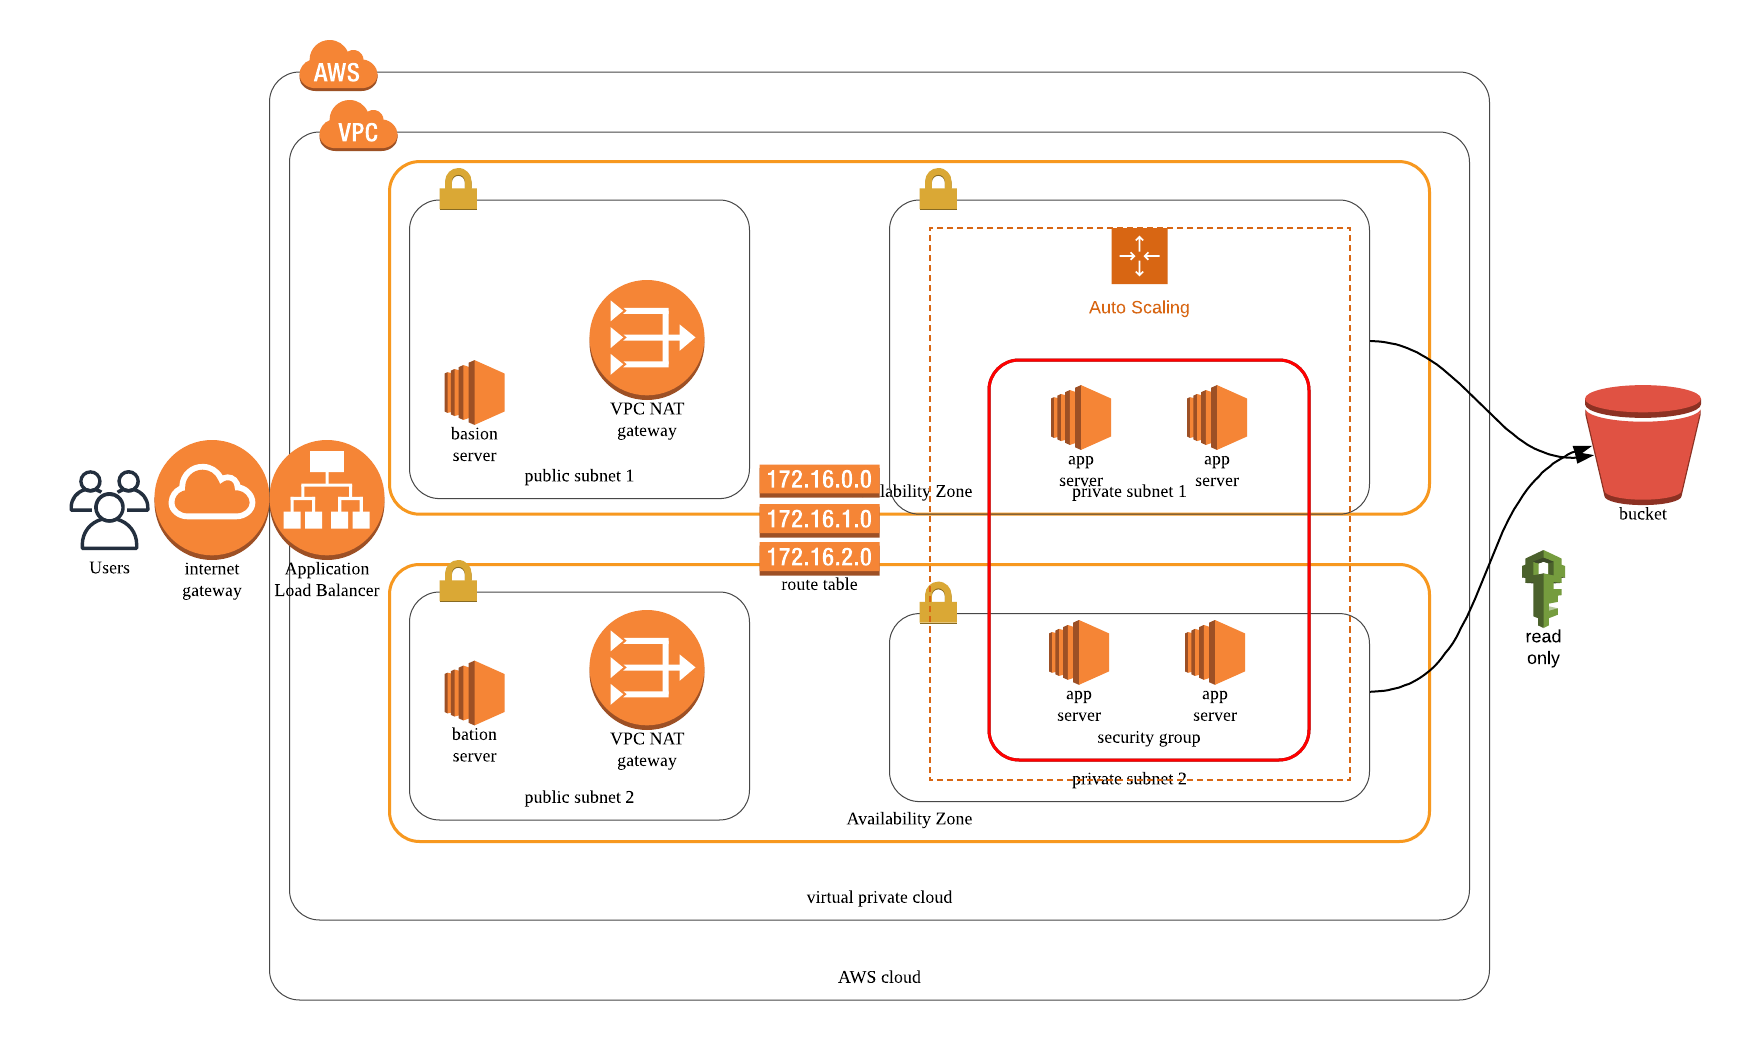 AWS
VPC
Auto Scaling
VPC NAT
gateway
basion
server
public subnet 1
app
server
app
server
private subnet 1
172.16.0.0
lability Zone
172.16.1.0
172.16.2.0
route table
Users
internet
gateway
Application
Load Balancer
bucket
read
only
VPC NAT
gateway
bation
server
public subnet 2
app
server
app
server
security group
private subnet 2
Availability Zone
virtual private cloud
AWS cloud